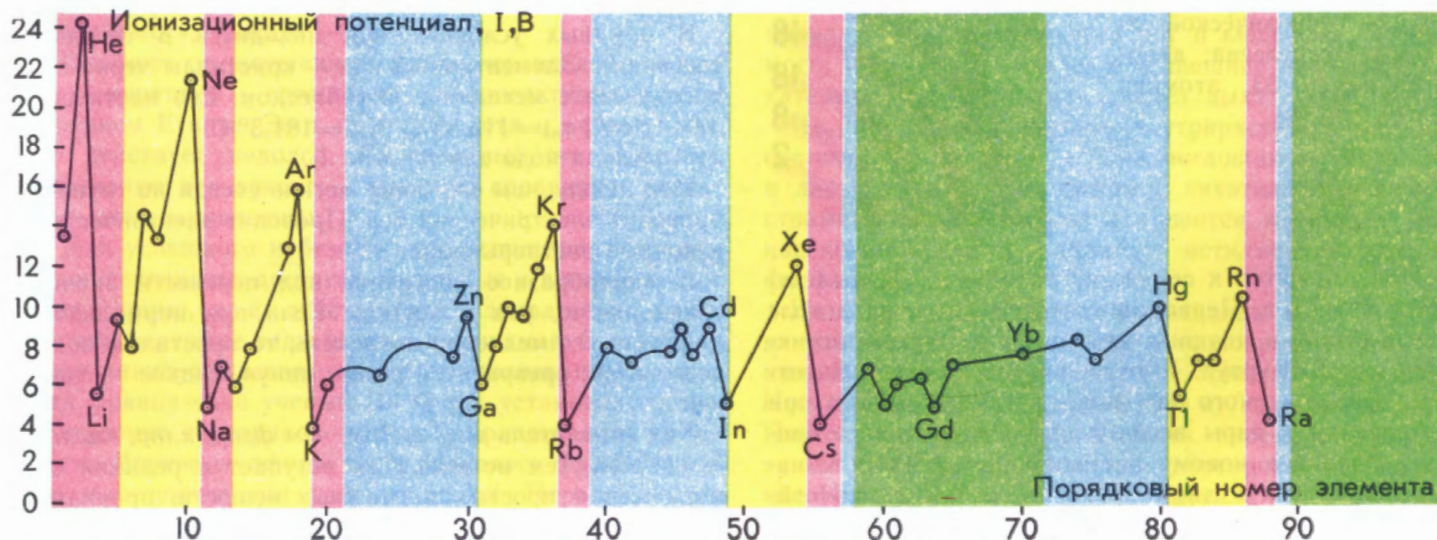 Ионизационный потенциал, I,В
24
22
20
18
16
14
12
10
8
6
4
2
0
He
Ne
Ar
Kr
Xe
Rn
Zn
Cd
Yb
Hg
Li
Na
K
Ga
Rb
In
Cs
Gd
Tl
Ra
Порядковый номер элемента
10 20 30 40 50 60 70 80 90